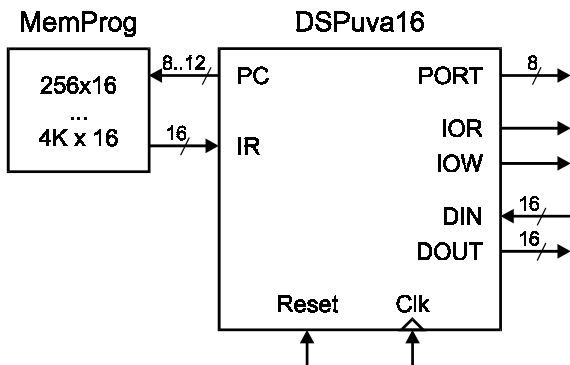 MemProg
DSPuva16
256x16
...
4K x 16
8..12
16
PC
IR
PORT
8
IOR
IOW
DIN
16
DOUT
16
Reset
Clk